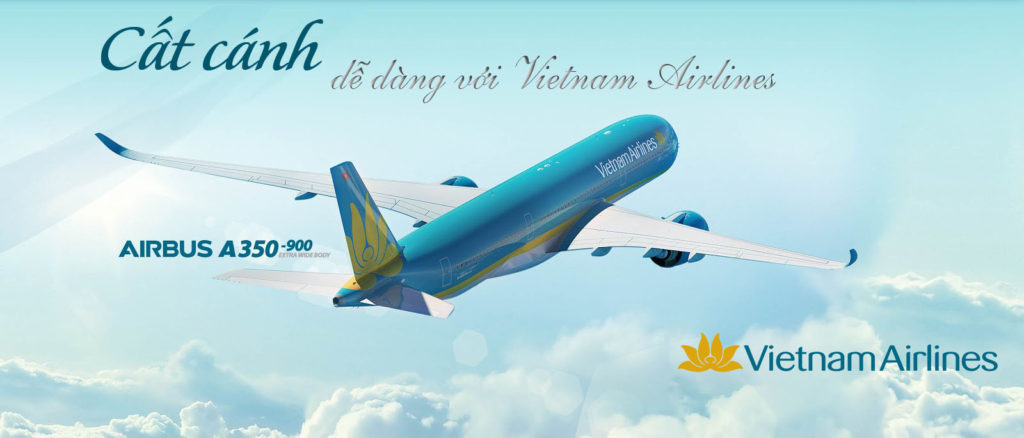 Cất cánh
dễ dàng với Vietnam Airlines
Vietnam Airlines
AIRBUS A350-900
EXTRA WIDE BODY
Vietnam Airlines